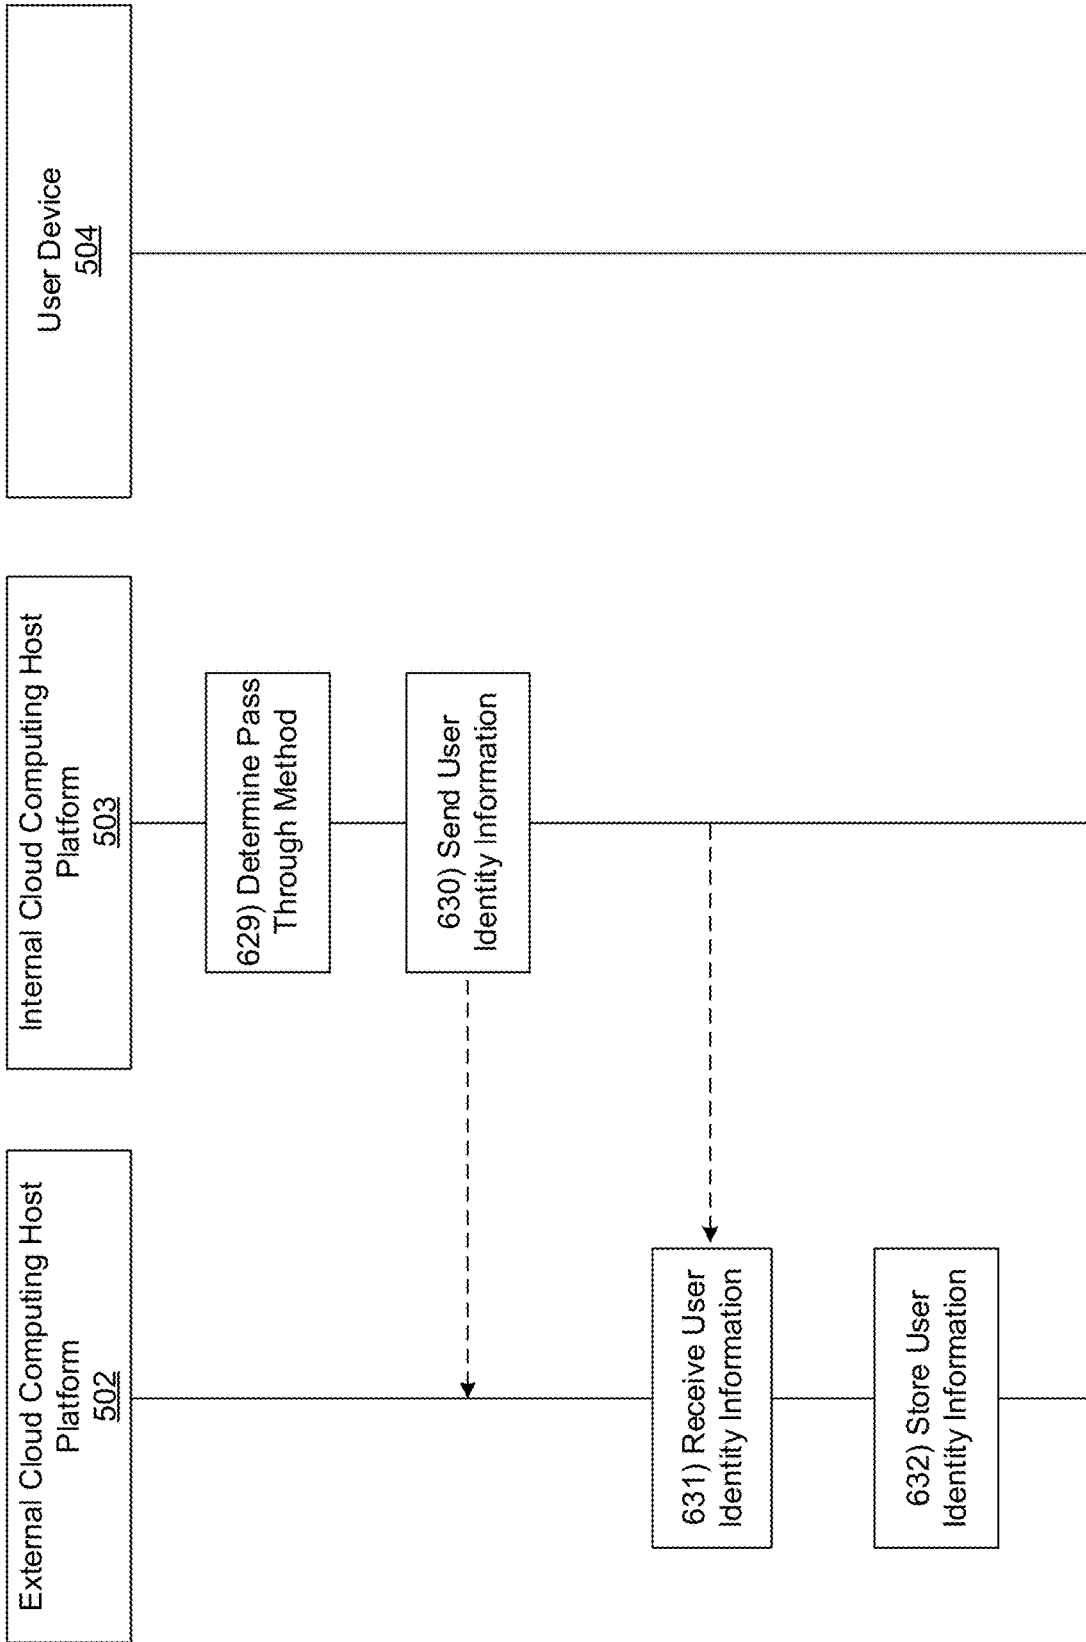 External Cloud Computing Host
Platform
502
Internal Cloud Computing Host
Platform
503
User Device
504
629) Determine Pass
Through Method
630) Send User
Identity Information
631) Receive User
Identity Information
632) Store User
Identity Information